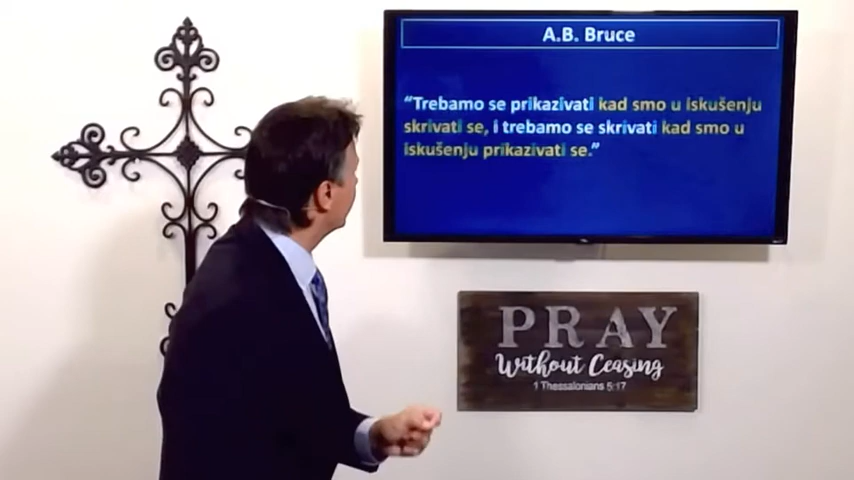 A.B. Bruce
“Trebamo se prikazivati kad smo u iskušenju
skrivati se, i trebamo se skrivati kad smo u
iskušenju prikazivati se.”
PRAY
Without Ceasing
1 Thessalonians 5:17